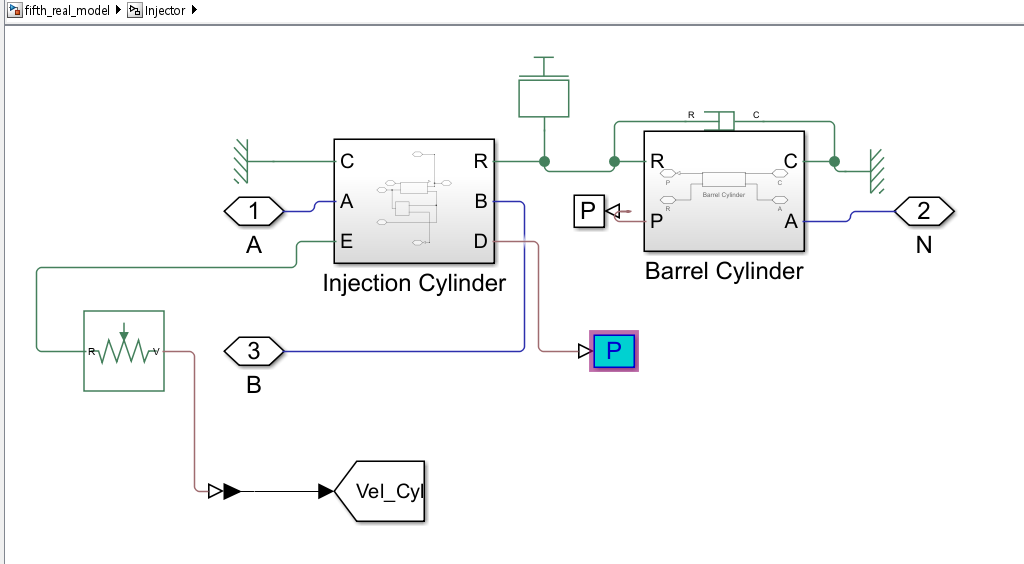 fifth_real_model Injector
R C
C R
R C
P C
Barrel Cylinder
R A
1 A B
P
P A
2
A
E D
N
Injection Cylinder
Barrel Cylinder
R V
3
P
B
Vel_Cyl